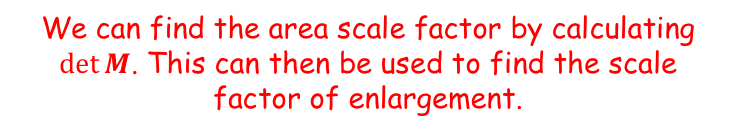 We can find the area scale factor by calculating
det M. This can then be used to find the scale
factor of enlargement.